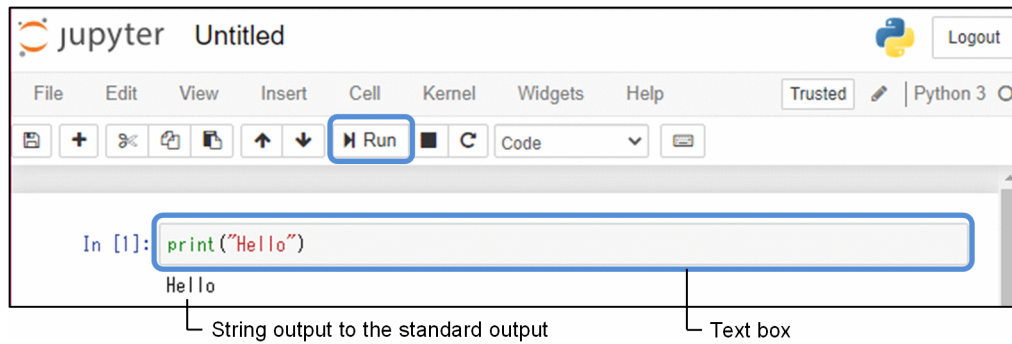 jupyter Untitled Logout
File Edit View Insert Cell Kernel Widgets Help Trusted Python 3
Run Code
In [1]: print("Hello")
Hello
String output to the standard output Text box